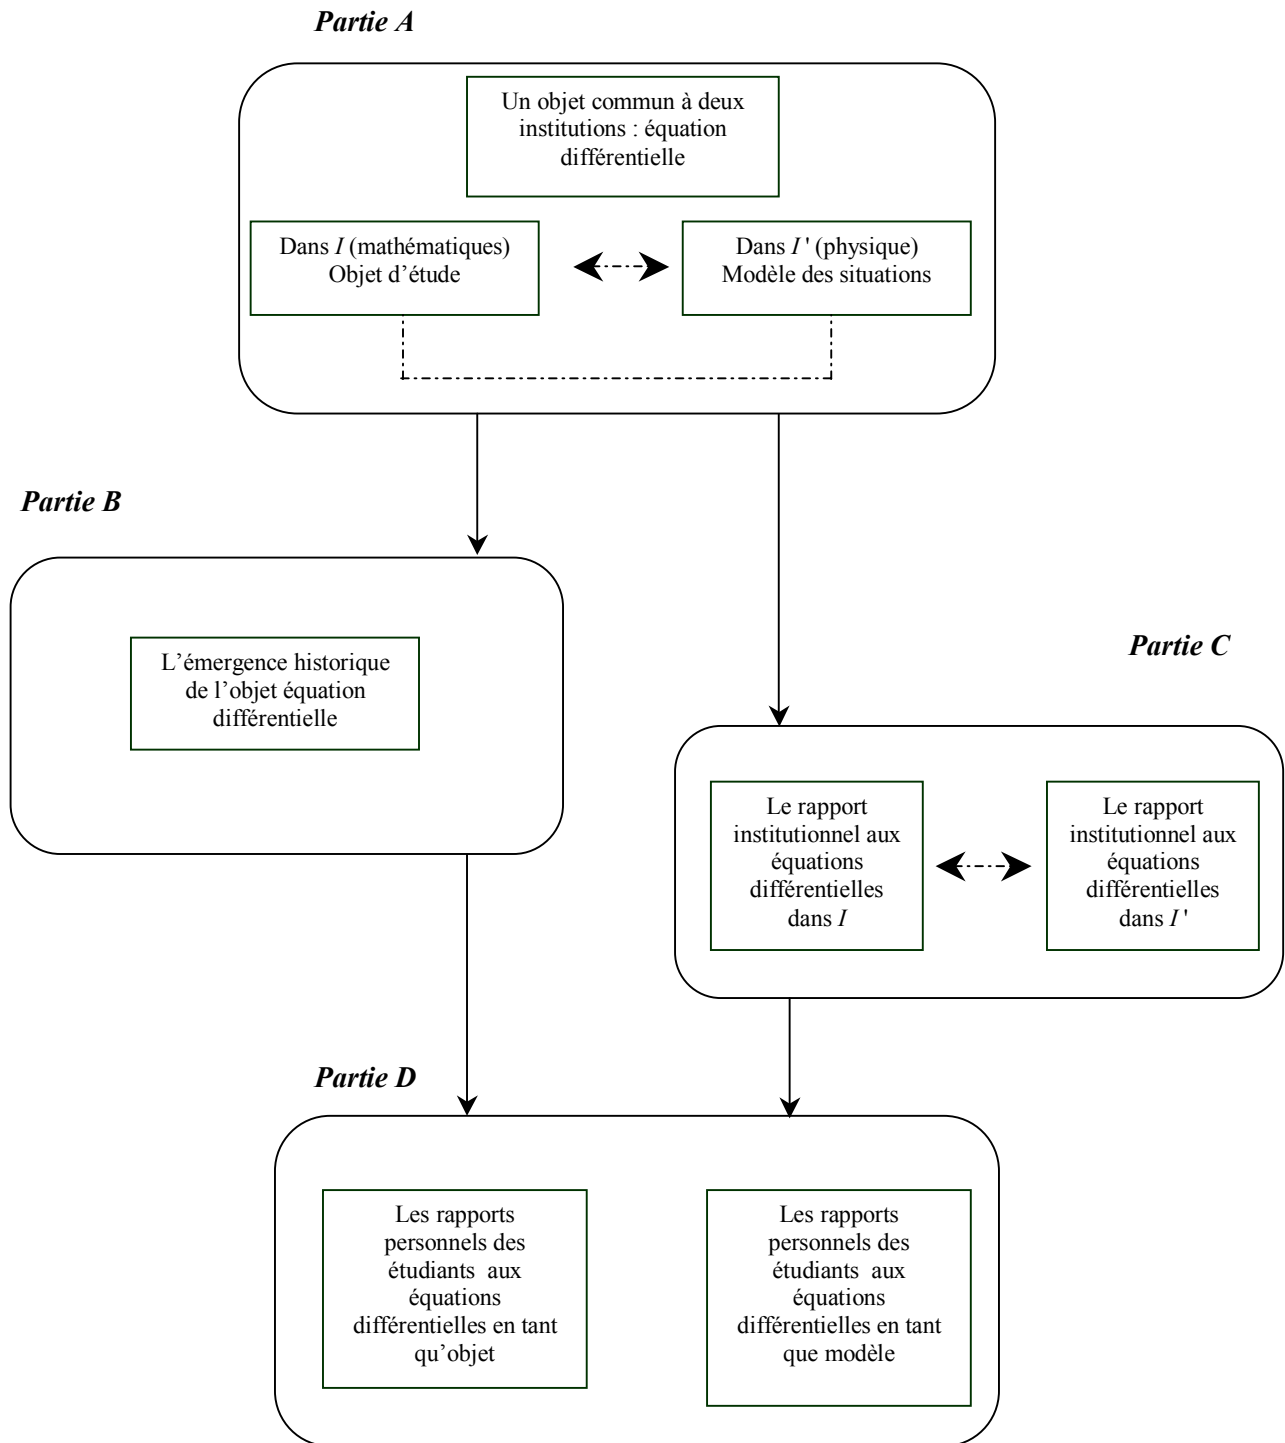 Partie A
Un objet commun à deux
institutions : équation
différentielle
Dans I (mathématiques)
Objet d’étude
Dans I ' (physique)
Modèle des situations
Partie B
L’émergence historique
de l’objet équation
différentielle
Partie C
Le rapport
institutionnel aux
équations
différentielles
dans I
Le rapport
institutionnel aux
équations
différentielles
dans I '
Partie D
Les rapports
personnels des
étudiants aux
équations
différentielles en tant
qu’objet
Les rapports
personnels des
étudiants aux
équations
différentielles en tant
que modèle